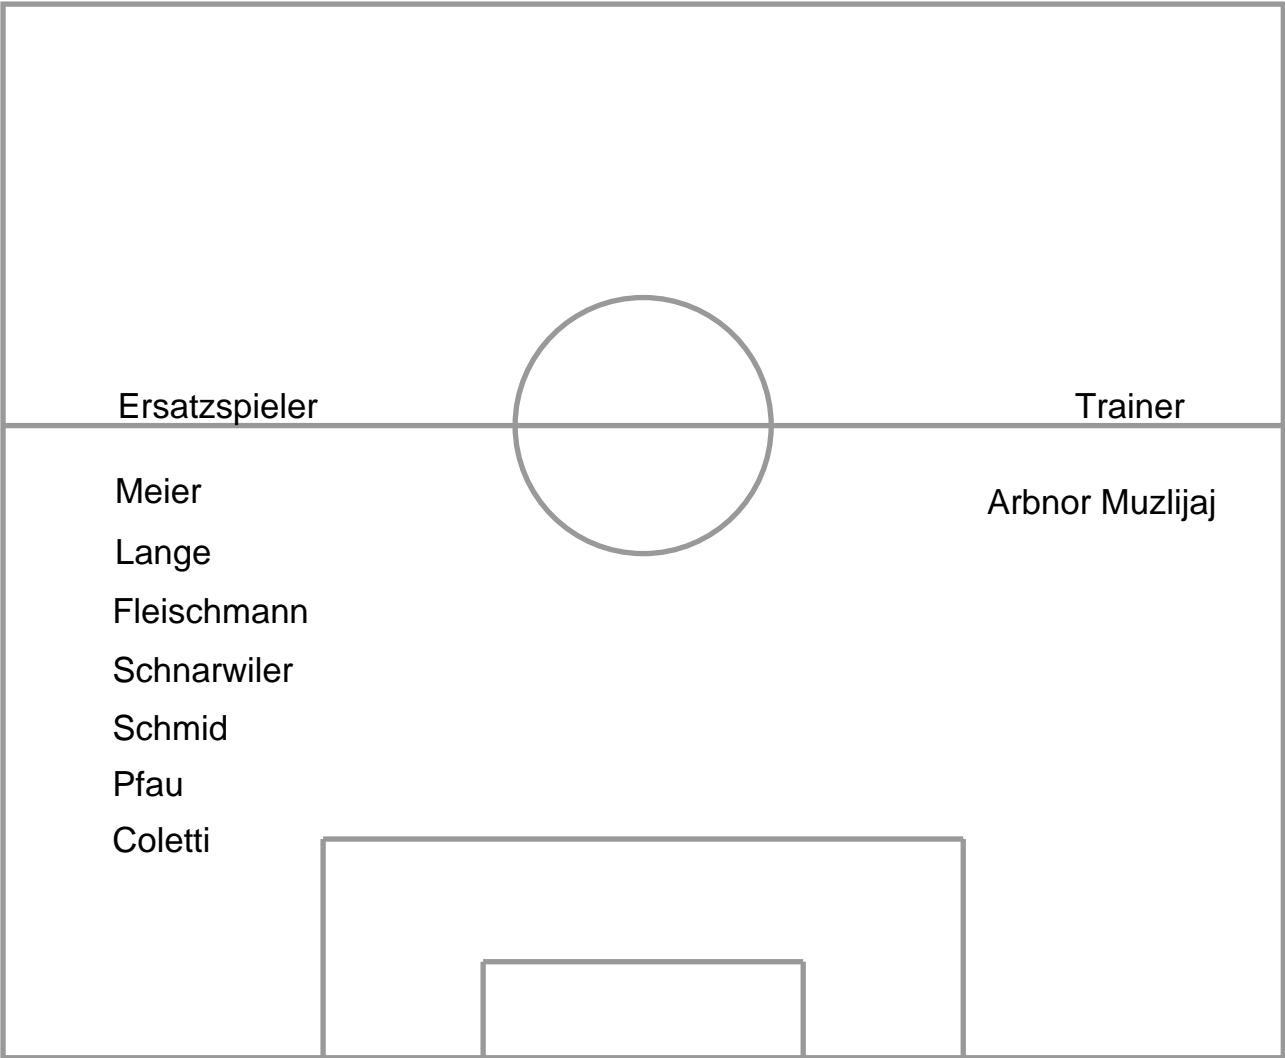 Ersatzspieler
Trainer
Meier
Arbnor Muzlijaj
Lange
Fleischmann
Schnarwiler
Schmid
Pfau
Coletti